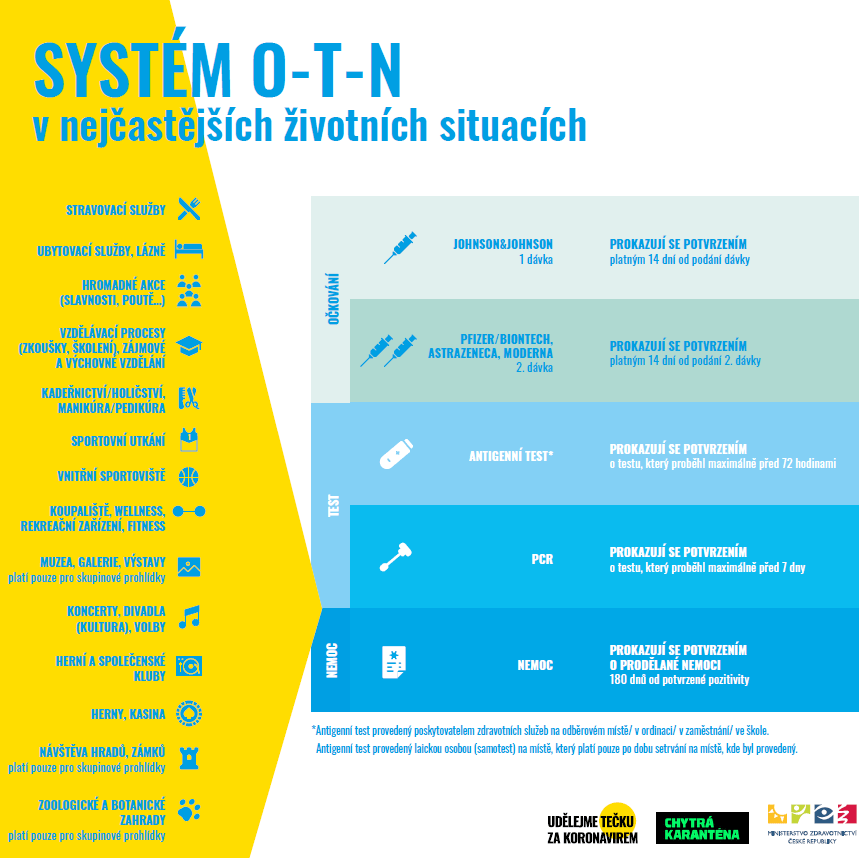 SYSTÉM O-T-N
v nejčastějších životních situacích
STRAVOVACÍ SLUŽBY
UBYTOVACÍ SLUŽBY, LÁZNĚ
HROMADNÉ AKCE
(SLAVNOSTI, POUTĚ...)
VZDĚLÁVACÍ PROCESY
(ZKOUŠKY, ŠKOLENÍ), ZÁJMOVÉ
A VÝCHOVNÉ VZDĚLÁNÍ
KADEŘNICTVÍ/HOLIČSTVÍ,
MANIKÚRA/PEDIKÚRA
SPORTOVNÍ UTKÁNÍ
VNITŘNÍ SPORTOVIŠTĚ
KOUPALIŠTĚ, WELLNESS,
REKREAČNÍ ZAŘÍZENÍ, FITNESS
MUZEA, GALERIE, VÝSTAVY
platí pouze pro skupinové prohlídky
KONCERTY, DIVADLA
(KULTURA), VOLBY
HERNÍ A SPOLEČENSKÉ
KLUBY
HERNY, KASINA
NÁVŠTĚVA HRADŮ, ZÁMKŮ
platí pouze pro skupinové prohlídky
ZOOLOGICKÉ A BOTANICKÉ
ZAHRADY
platí pouze pro skupinové prohlídky
OČKOVÁNÍ
JOHNSON&JOHNSON
1 dávka
PROKAZUJÍ SE POTVRZENÍM
platným 14 dní od podání dávky
PFIZER/BIONTECH,
ASTRAZENECA, MODERNA
2. dávka
PROKAZUJÍ SE POTVRZENÍM
platným 14 dní od podání 2. dávky
TEST
ANTIGENNÍ TEST*
PROKAZUJÍ SE POTVRZENÍM
o testu, který proběhl maximálně před 72 hodinami
PCR
PROKAZUJÍ SE POTVRZENÍM
o testu, který proběhl maximálně před 7 dny
NEMOC
NEMOC
PROKAZUJÍ SE POTVRZENÍM
O PRODĚLANÉ NEMOCI
180 dnů od potvrzené pozitivity
*Antigenní test provedený poskytovatelem zdravotních služeb na odběrovém místě/ v ordinaci/ v zaměstnání/ ve škole.
Antigenní test provedený laickou osobou (samotest) na místě, který platí pouze po dobu setrvání na místě, kde byl provedený.
UDĚLEJME TEČKU
ZA KORONAVIREM
CHYTRÁ
KARANTÉNA
MINISTERSTVO ZDRAVOTNICTVÍ
ČESKÉ REPUBLIKY